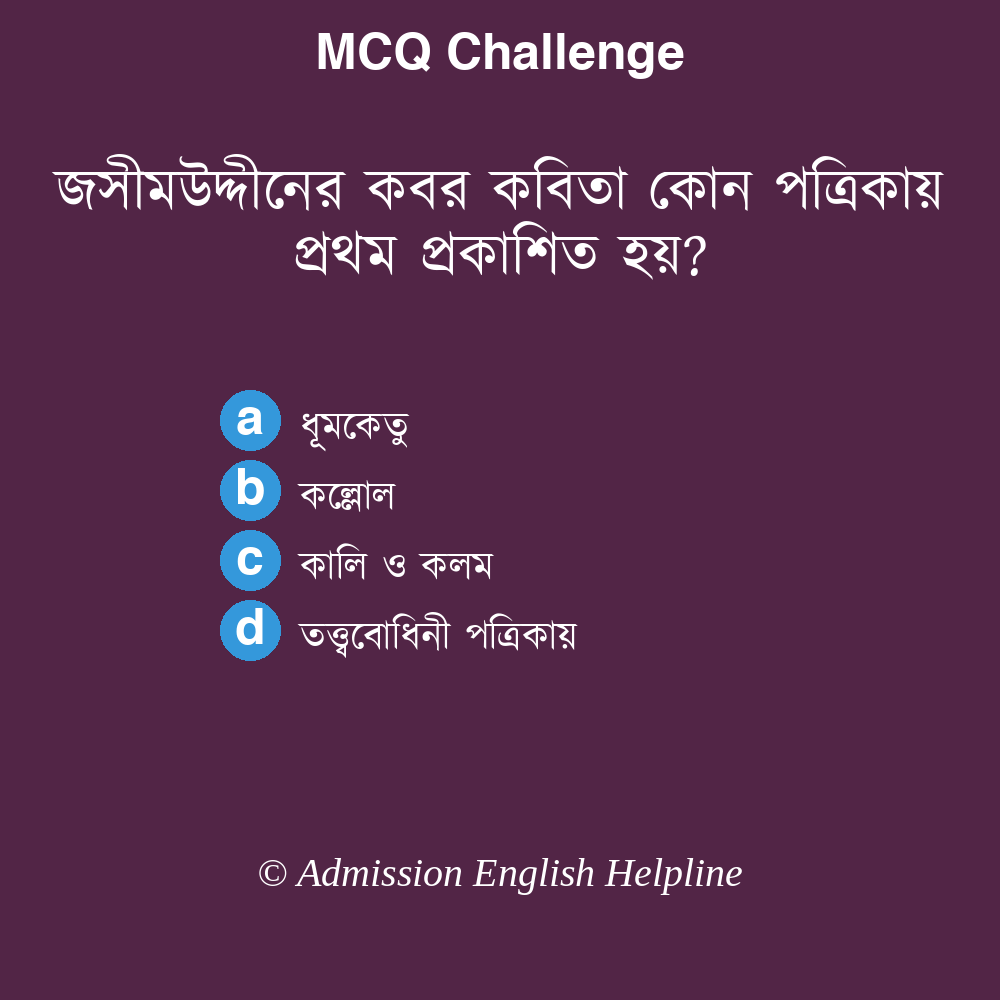 MCQ Challenge
জসীমউদ্দীনের কবর কবিতা কোন পত্রিকায়
প্রথম প্রকাশিত হয়?
a ধূমকেতু
b কল্লোল
c কালি ও কলম
d তত্ত্ববোধিনী পত্রিকায়
© Admission English Helpline